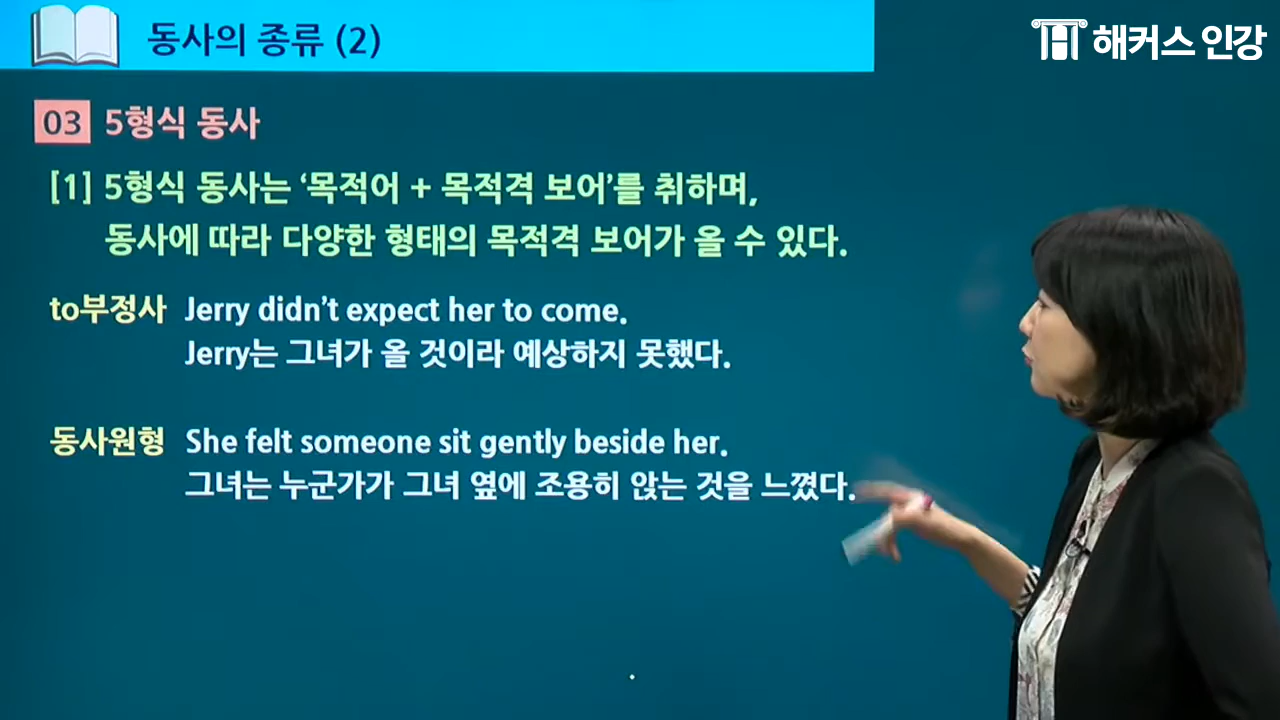 동사의 종류 (2)
해커스 인강
03 5형식 동사
[1] 5형식 동사는 ‘목적어 + 목적격 보어’를 취하며,
동사에 따라 다양한 형태의 목적격 보어가 올 수 있다.
to부정사 Jerry didn’t expect her to come.
Jerry는 그녀가 올 것이라 예상하지 못했다.
동사원형 She felt someone sit gently beside her.
그녀는 누군가가 그녀 옆에 조용히 앉는 것을 느꼈다.